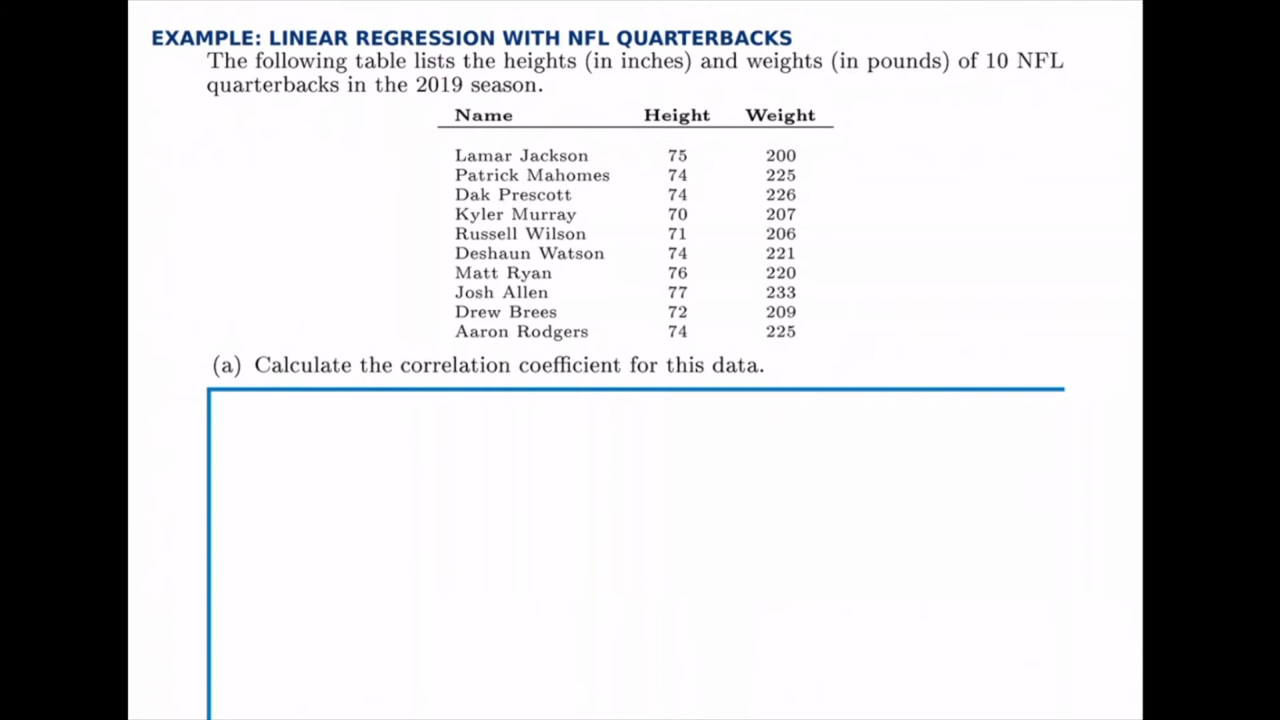 EXAMPLE: LINEAR REGRESSION WITH NFL QUARTERBACKS
The following table lists the heights (in inches) and weights (in pounds) of 10 NFL
quarterbacks in the 2019 season.
Name Height Weight
Lamar Jackson 75 200
Patrick Mahomes 74 225
Dak Prescott 74 226
Kyler Murray 70 207
Russell Wilson 71 206
Deshaun Watson 74 221
Matt Ryan 76 220
Josh Allen 77 233
Drew Brees 72 209
Aaron Rodgers 74 225
(a) Calculate the correlation coefficient for this data.